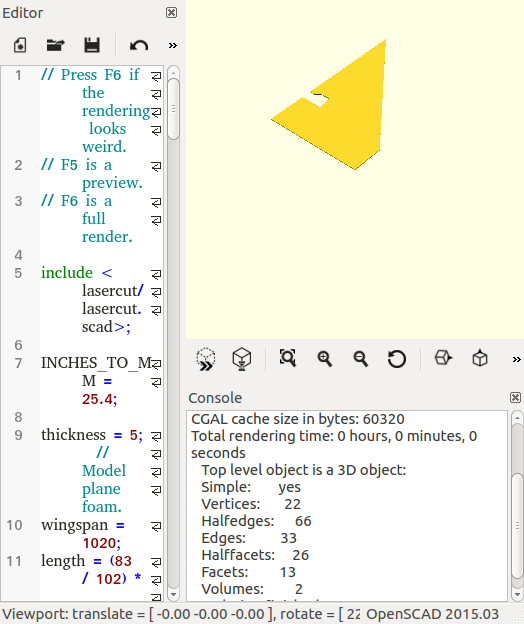 Editor
»
1 // Press F6 if
the
rendering
looks
weird.
2 // F5 is a
preview.
3 // F6 is a
full
render.
4
5 include <
lasercut/
lasercut.
scad>;
6
7 INCHES_TO_M
M =
25.4;
8
9 thickness = 5;
//
Model
plane
foam.
10 wingspan =
1020;
11 length = (83
/ 102) *
»
Console
CGAL cache size in bytes: 60320
Total rendering time: 0 hours, 0 minutes, 0
seconds
Top level object is a 3D object:
Simple: yes
Vertices: 22
Halfedges: 66
Edges: 33
Halffacets: 26
Facets: 13
Volumes: 2
Viewport: translate = [ -0.00 -0.00 -0.00 ], rotate = [ 22 OpenSCAD 2015.03